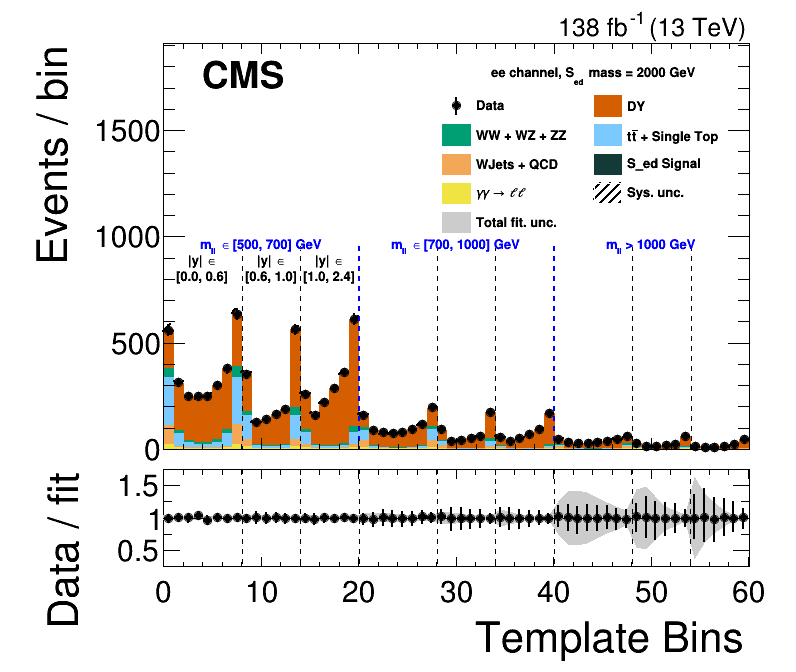 138 fb⁻¹ (13 TeV)
CMS
ee channel, S_ed mass = 2000 GeV
Data
DY
WW + WZ + ZZ
tt̄ + Single Top
WJets + QCD
S_ed Signal
γγ → ℓℓ
Sys. unc.
Total fit. unc.
m_ll ∈ [500, 700] GeV
m_ll ∈ [700, 1000] GeV
m_ll > 1000 GeV
|y| ∈
[0.0, 0.6]
|y| ∈
[0.6, 1.0]
|y| ∈
[1.0, 2.4]
Events / bin
1500
1000
500
0
Data / fit
1.5
1
0.5
0 10 20 30 40 50 60
Template Bins